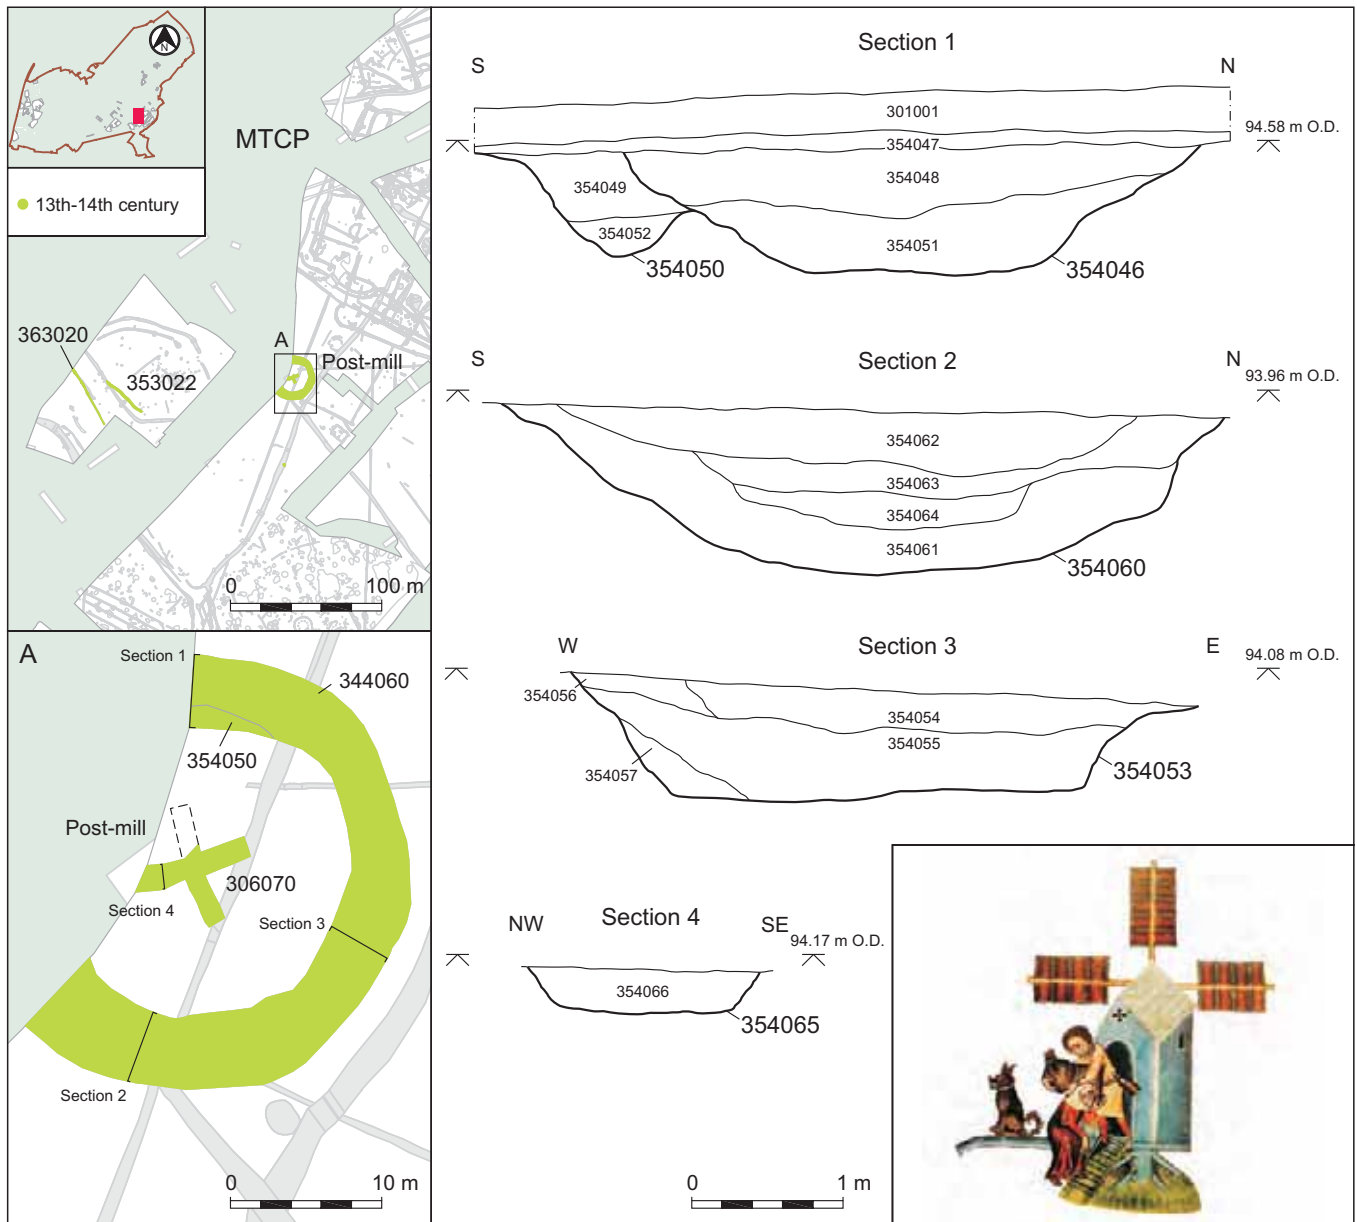 N
MTCP
13th-14th century
363020
353022
A
Post-mill
0 100 m
A
Section 1
344060
354050
Post-mill
306070
Section 4
Section 3
Section 2
0 10 m
Section 1
S N
301001
94.58 m O.D.
354047
354048
354049
354052
354051
354050
354046
Section 2
S N
93.96 m O.D.
354062
354063
354064
354061
354060
Section 3
W E
94.08 m O.D.
354056
354054
354055
354057
354053
Section 4
NW SE
94.17 m O.D.
354066
354065
0 1 m